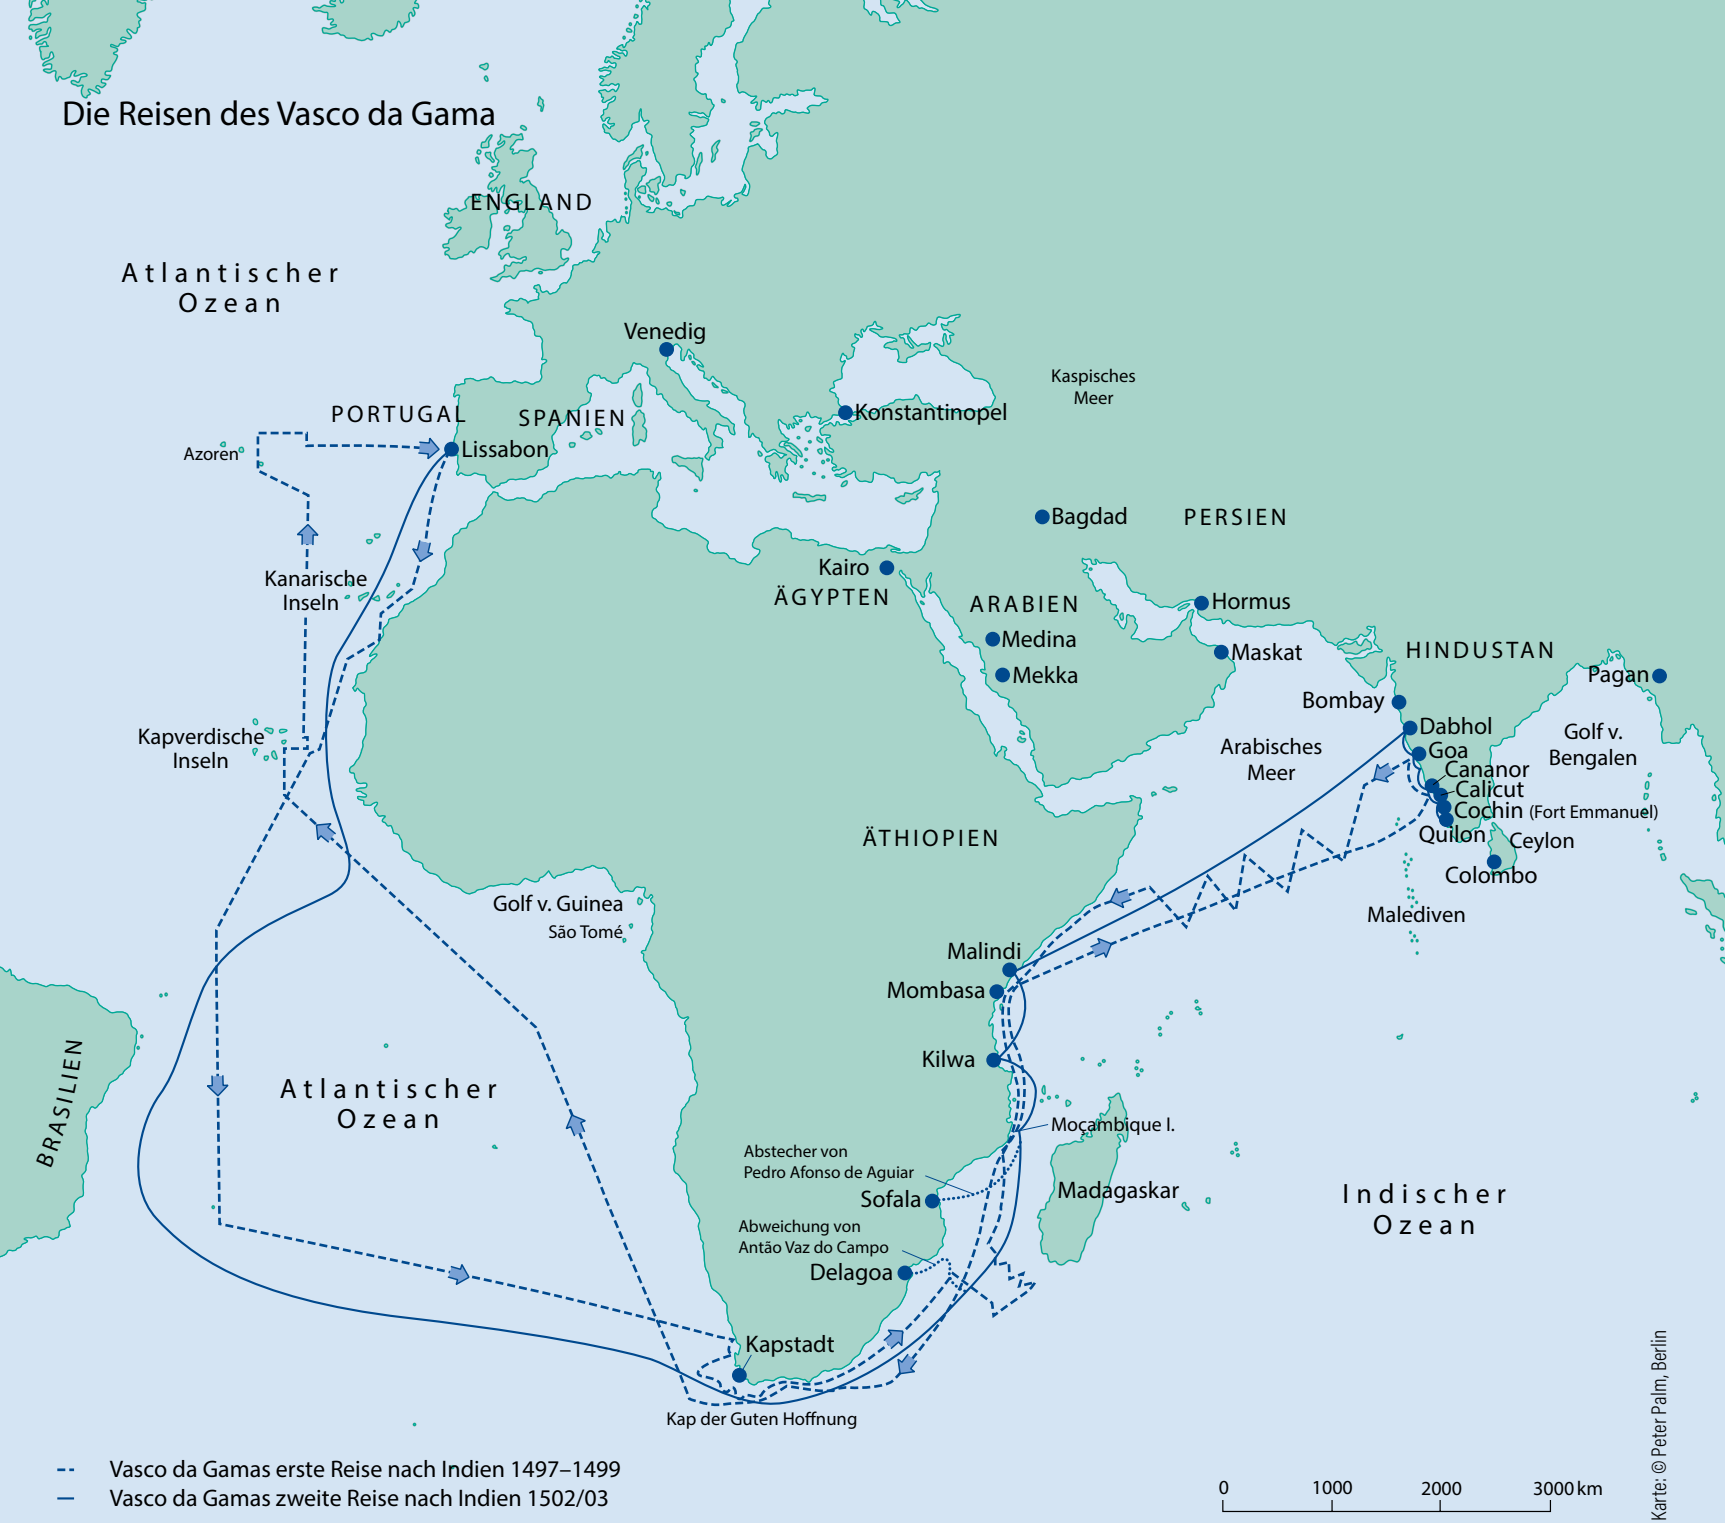 Die Reisen des Vasco da Gama
ENGLAND
Atlantischer
Ozean
Venedig
Kaspisches
Meer
PORTUGAL
SPANIEN
Konstantinopel
Azoren
Lissabon
Bagdad
PERSIEN
Kairo
ÄGYPTEN
ARABIEN
Hormus
Kanarische
Inseln
Medina
Maskat
HINDUSTAN
Mekka
Pagan
Bombay
Dabhol
Kapverdische
Inseln
Arabisches
Meer
Golf v.
Bengalen
Goa
Cananor
Calicut
Cochin (Fort Emmanuel)
Quilon
Ceylon
ÄTHIOPIEN
Colombo
Golf v. Guinea
São Tomé
Malediven
Malindi
Mombasa
BRASILIEN
Kilwa
Atlantischer
Ozean
Moçambique I.
Abstecher von
Pedro Afonso de Aguiar
Madagaskar
Sofala
Indischer
Ozean
Abweichung von
Antão Vaz do Campo
Delagoa
Kapstadt
Kap der Guten Hoffnung
Vasco da Gamas erste Reise nach Indien 1497–1499
Vasco da Gamas zweite Reise nach Indien 1502/03
0 1000 2000 3000 km
Karte: © Peter Palm, Berlin